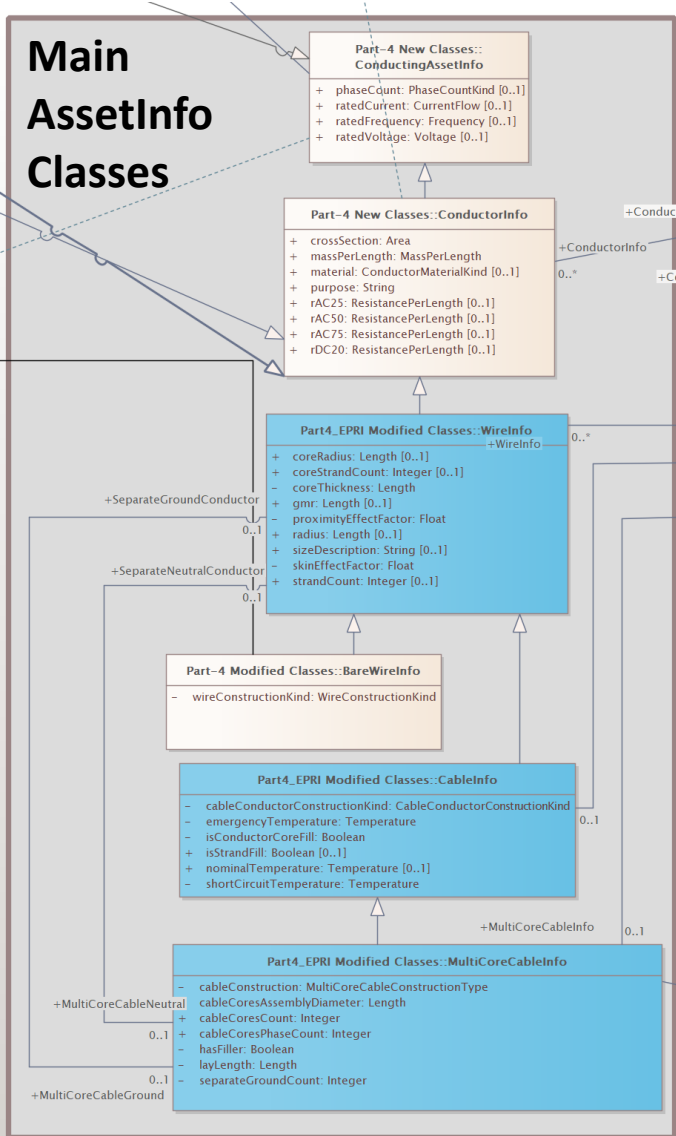 Main
AssetInfo
Classes
Part-4 New Classes::
ConductingAssetInfo
+ phaseCount: PhaseCountKind [0..1]
+ ratedCurrent: CurrentFlow [0..1]
+ ratedFrequency: Frequency [0..1]
+ ratedVoltage: Voltage [0..1]
Part-4 New Classes::ConductorInfo
+ crossSection: Area
+ massPerLength: MassPerLength
+ material: ConductorMaterialKind [0..1]
+ purpose: String
+ rAC25: ResistancePerLength [0..1]
+ rAC50: ResistancePerLength [0..1]
+ rAC75: ResistancePerLength [0..1]
+ rDC20: ResistancePerLength [0..1]
+Conduc
+ConductorInfo
0..*
+Co
Part4_EPRI Modified Classes::WireInfo
+WireInfo
0..*
+ coreRadius: Length [0..1]
+ coreStrandCount: Integer [0..1]
- coreThickness: Length
+ gmr: Length [0..1]
- proximityEffectFactor: Float
+ radius: Length [0..1]
+ sizeDescription: String [0..1]
- skinEffectFactor: Float
+ strandCount: Integer [0..1]
+SeparateGroundConductor
0..1
+SeparateNeutralConductor
0..1
Part-4 Modified Classes::BareWireInfo
- wireConstructionKind: WireConstructionKind
Part4_EPRI Modified Classes::CableInfo
- cableConductorConstructionKind: CableConductorConstructionKind
- emergencyTemperature: Temperature
- isConductorCoreFill: Boolean
+ isStrandFill: Boolean [0..1]
+ nominalTemperature: Temperature [0..1]
- shortCircuitTemperature: Temperature
0..1
+MultiCoreCableInfo
0..1
Part4_EPRI Modified Classes::MultiCoreCableInfo
- cableConstruction: MultiCoreCableConstructionType
- cableCoresAssemblyDiameter: Length
+ cableCoresCount: Integer
+ cableCoresPhaseCount: Integer
- hasFiller: Boolean
- layLength: Length
- separateGroundCount: Integer
+MultiCoreCableNeutral
0..1
0..1
+MultiCoreCableGround